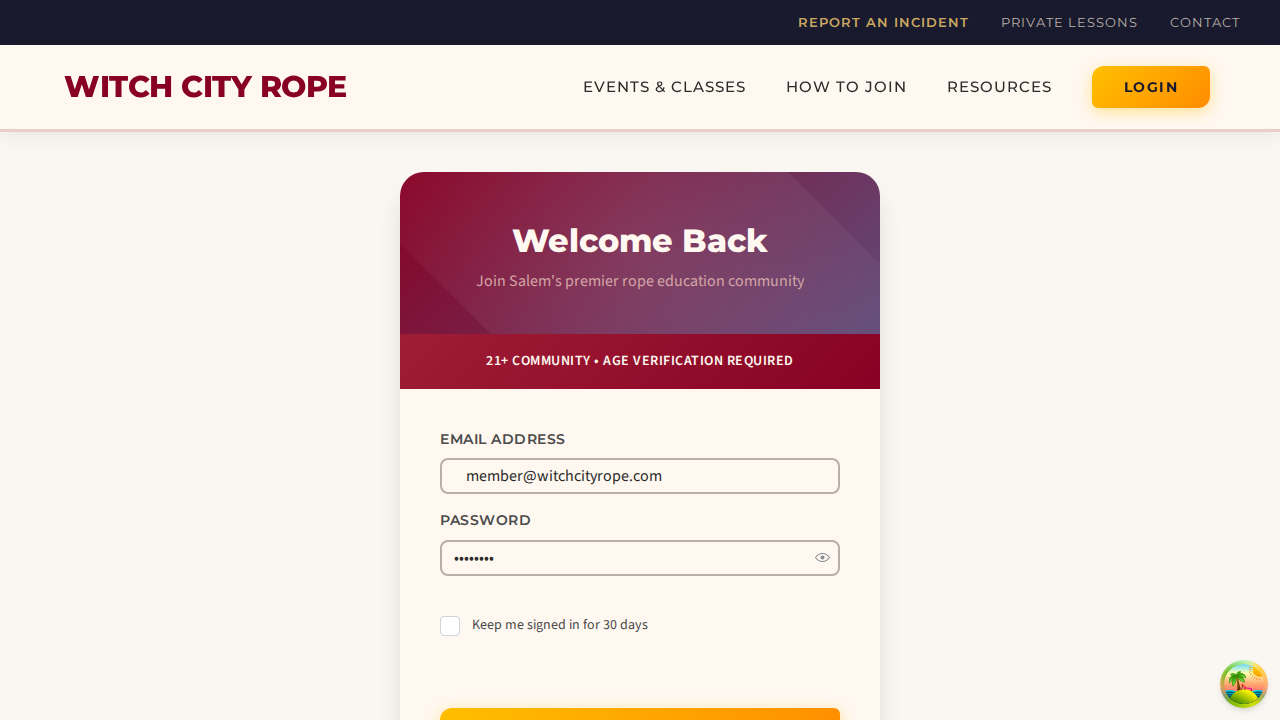 REPORT AN INCIDENT PRIVATE LESSONS CONTACT
WITCH CITY ROPE EVENTS & CLASSES HOW TO JOIN RESOURCES LOGIN
Welcome Back
Join Salem's premier rope education community
21+ COMMUNITY • AGE VERIFICATION REQUIRED
EMAIL ADDRESS
member@witchcityrope.com
PASSWORD
••••••••
Keep me signed in for 30 days